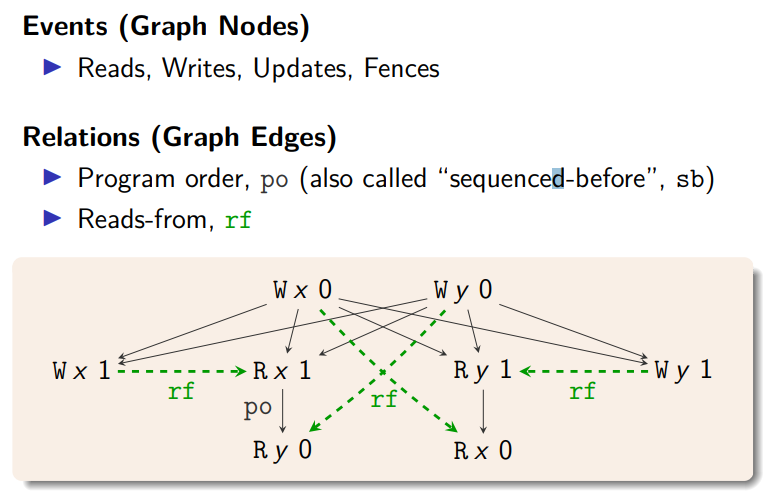 Events (Graph Nodes)
▶ Reads, Writes, Updates, Fences
Relations (Graph Edges)
▶ Program order, po (also called “sequenced-before”, sb)
▶ Reads-from, rf
W x 0 W y 0
W x 1 R x 1 R y 1 W y 1
rf rf
po rf
R y 0 R x 0